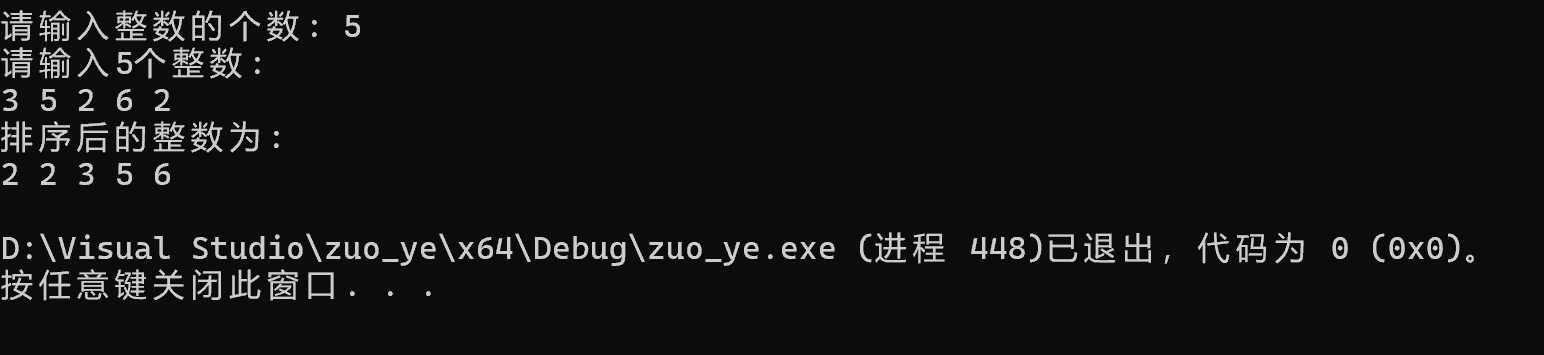 请输入整数的个数: 5
请输入5个整数:
3 5 2 6 2
排序后的整数为:
2 2 3 5 6
D:\Visual Studio\zuo_ye\x64\Debug\zuo_ye.exe (进程 448)已退出，代码为 0 (0x0)。
按任意键关闭此窗口. . .